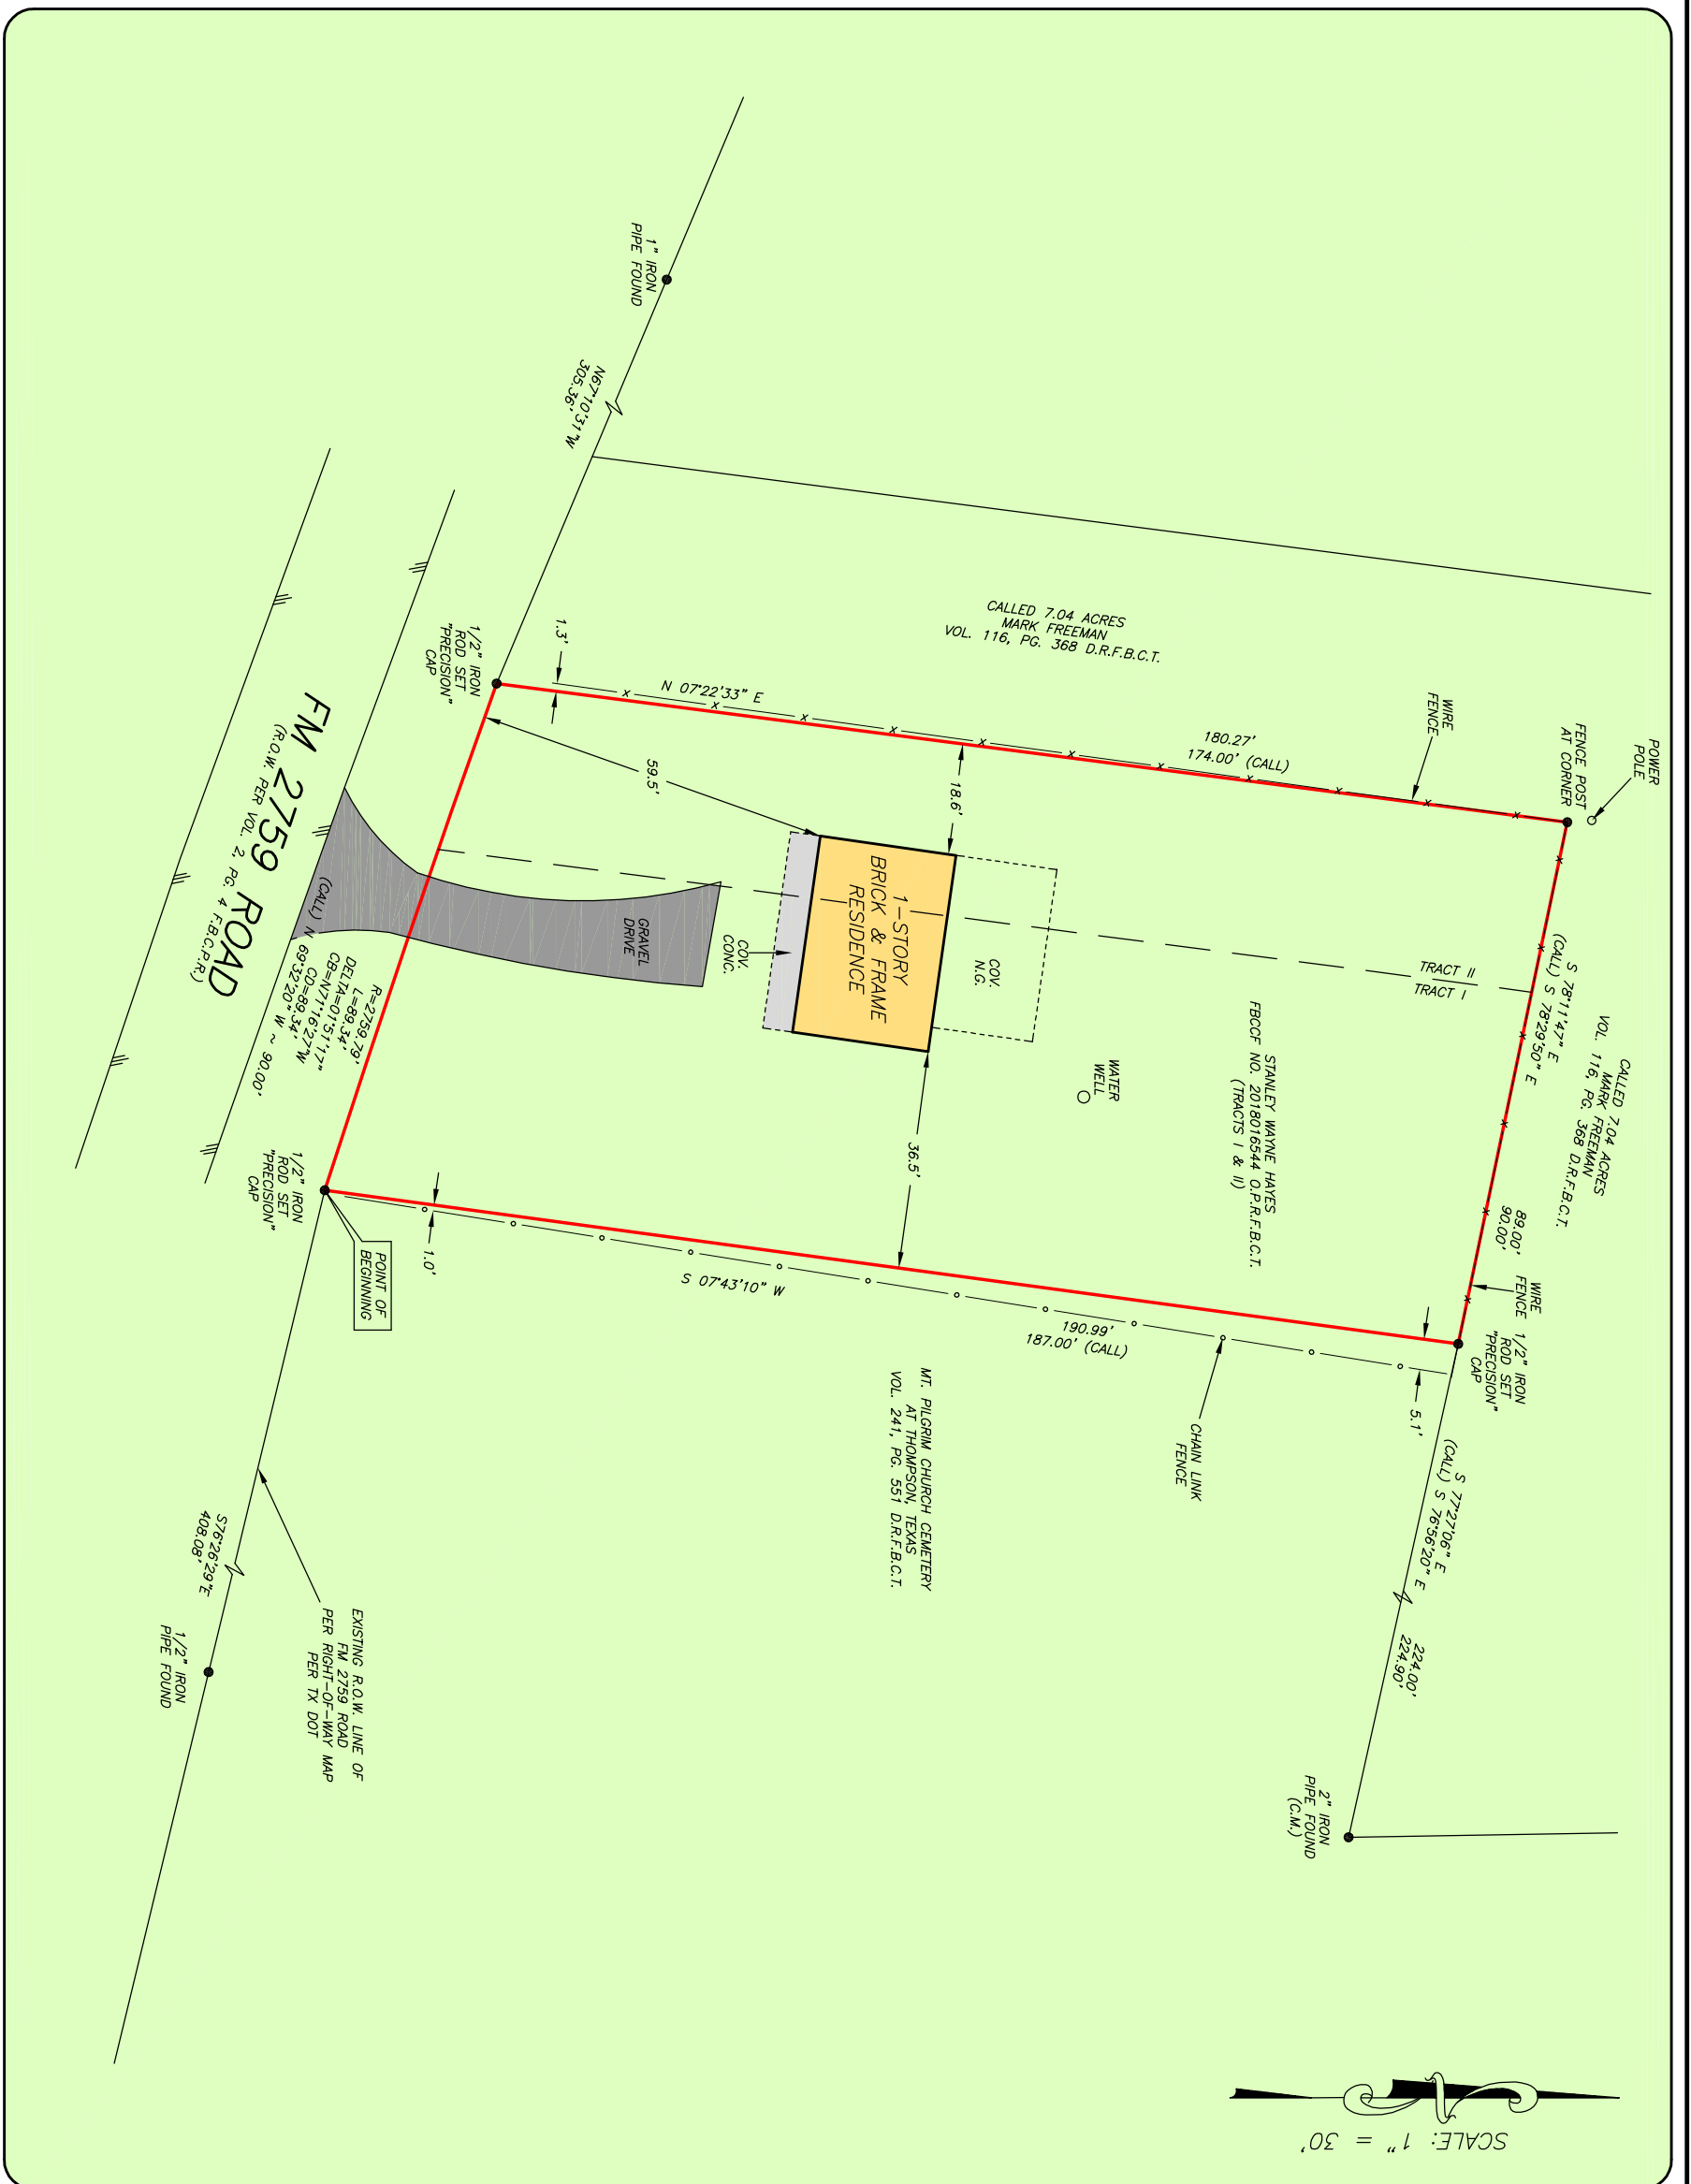 POWER
POLE
FENCE POST
AT CORNER
WIRE
FENCE
CALLED 7.04 ACRES
MARK FREEMAN
VOL. 116, PG. 368 D.R.F.B.C.T.
S 78°11'47" E
(CALL) S 78°29'50" E
89.00'
90.00'
WIRE
FENCE
1/2" IRON
ROD SET
"PRECISION"
CAP
5.1'
S 77°27'06" E
(CALL) S 76°56'20" E
224.00'
224.90'
2" IRON
PIPE FOUND
(C.M.)
SCALE: 1" = 30'
TRACT II
TRACT I
180.27'
174.00' (CALL)
N 07°22'33" E
CALLED 7.04 ACRES
MARK FREEMAN
VOL. 116, PG. 368 D.R.F.B.C.T.
STANLEY WAYNE HAYES
FBCCF NO. 2018016544 O.P.R.F.B.C.T.
(TRACTS I & II)
CHAIN LINK
FENCE
WATER
WELL
190.99'
187.00' (CALL)
S 07°43'10" W
MT. PILGRIM CHURCH CEMETERY
AT THOMPSON, TEXAS
VOL. 241, PG. 551 D.R.F.B.C.T.
18.6'
COV.
N.G.
36.5'
1-STORY
BRICK & FRAME
RESIDENCE
COV.
CONC.
59.5'
GRAVEL
DRIVE
1.3'
1" IRON
PIPE FOUND
N67°10'31"W
305.36'
1/2" IRON
ROD SET
"PRECISION"
CAP
1.0'
POINT OF
BEGINNING
R=2759.79'
L=89.34'
DELTA=01°51'17"
CB=N71°16'27"W
CD=89.34'
(CALL) N 69°32'20" W ~ 90.00'
FM 2759 ROAD
(R.O.W. PER VOL. 2, PG. 4 F.B.C.P.R.)
1/2" IRON
ROD SET
"PRECISION"
CAP
EXISTING R.O.W. LINE OF
FM 2759 ROAD
PER RIGHT-OF-WAY MAP
PER TX DOT
S76°26'29"E
408.08'
1/2" IRON
PIPE FOUND